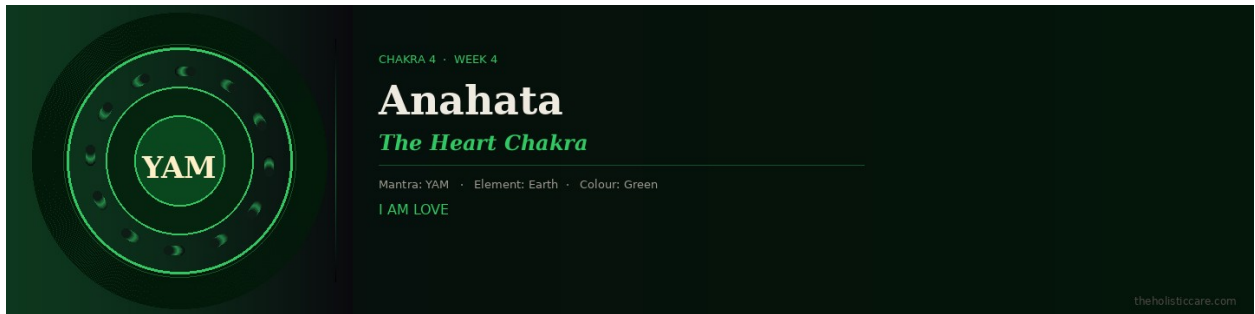 YAM
CHAKRA 4 · WEEK 4
Anahata
The Heart Chakra
Mantra: YAM · Element: Earth · Colour: Green
I AM LOVE
theholisticcare.com